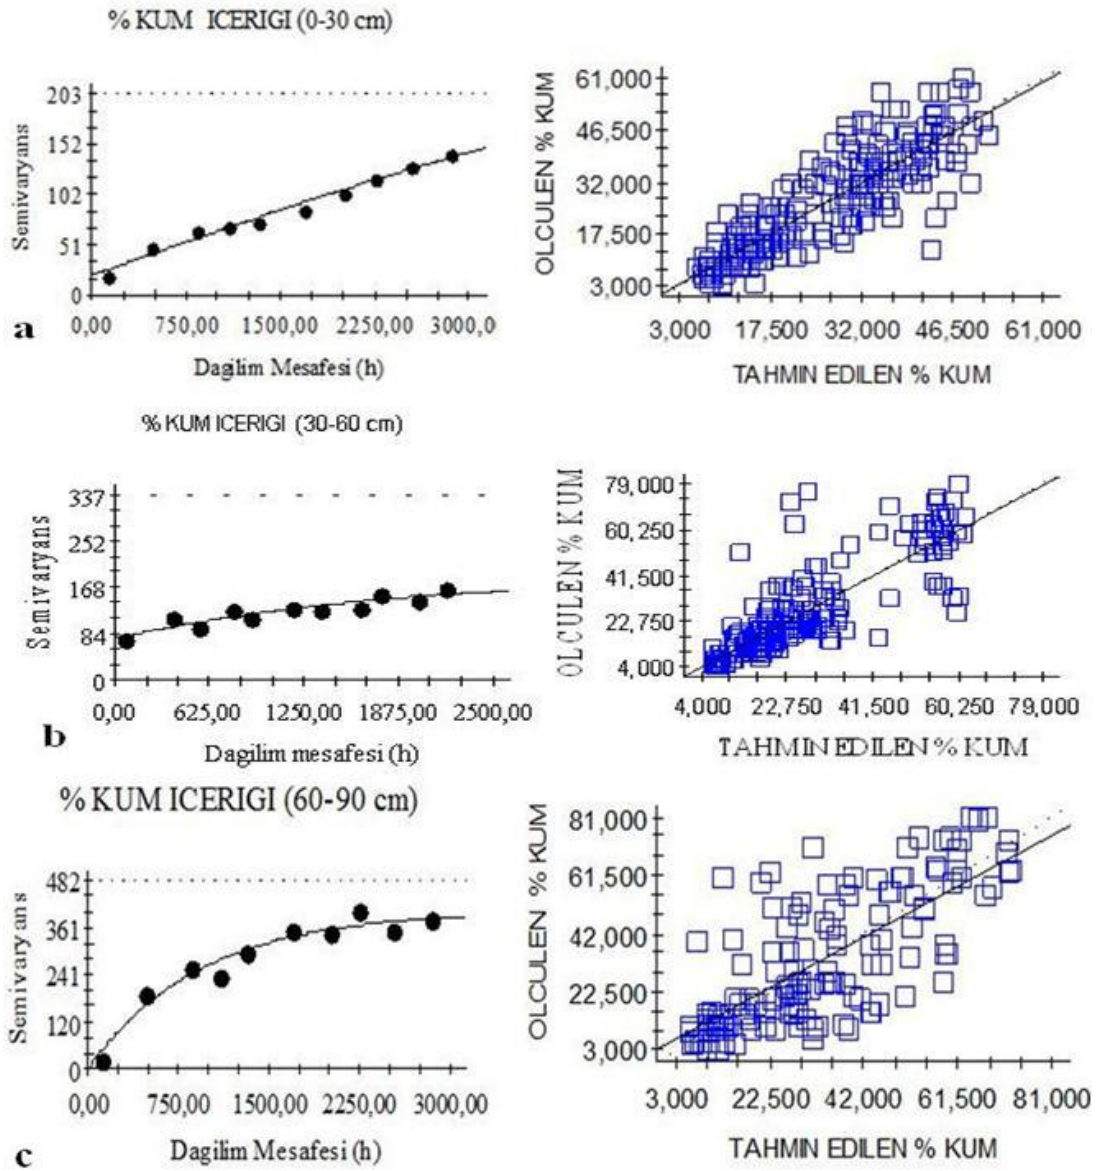 % KUM ICERIGI (0-30 cm)
Semivaryans
203
152
102
51
0
0,00 750,00 1500,00 2250,00 3000,0
Dagilim Mesafesi (h)
a
OLCULEN % KUM
61,000
46,500
32,000
17,500
3,000
3,000 17,500 32,000 46,500 61,000
TAHMIN EDILEN % KUM
% KUM ICERIGI (30-60 cm)
Semivaryans
337
252
168
84
0
0,00 625,00 1250,00 1875,00 2500,00
Dagilim mesafesi (h)
b
OLCULEN % KUM
79,000
60,250
41,500
22,750
4,000
4,000 22,750 41,500 60,250 79,000
TAHMIN EDILEN % KUM
% KUM ICERIGI (60-90 cm)
Semivaryans
482
361
241
120
0
0,00 750,00 1500,00 2250,00 3000,00
Dagilim Mesafesi (h)
c
OLCULEN % KUM
81,000
61,500
42,000
22,500
3,000
3,000 22,500 42,000 61,500 81,000
TAHMIN EDILEN % KUM